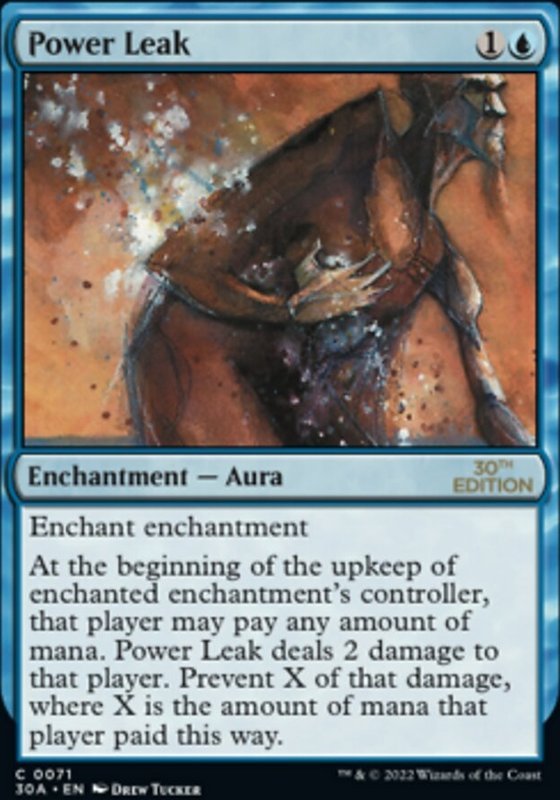 Power Leak 1
Enchantment — Aura
30TH
EDITION
Enchant enchantment
At the beginning of the upkeep of
enchanted enchantment's controller,
that player may pay any amount of
mana. Power Leak deals 2 damage to
that player. Prevent X of that damage,
where X is the amount of mana that
player paid this way.
C 0071
30A • EN DREW TUCKER
™ & © 2022 Wizards of the Coast